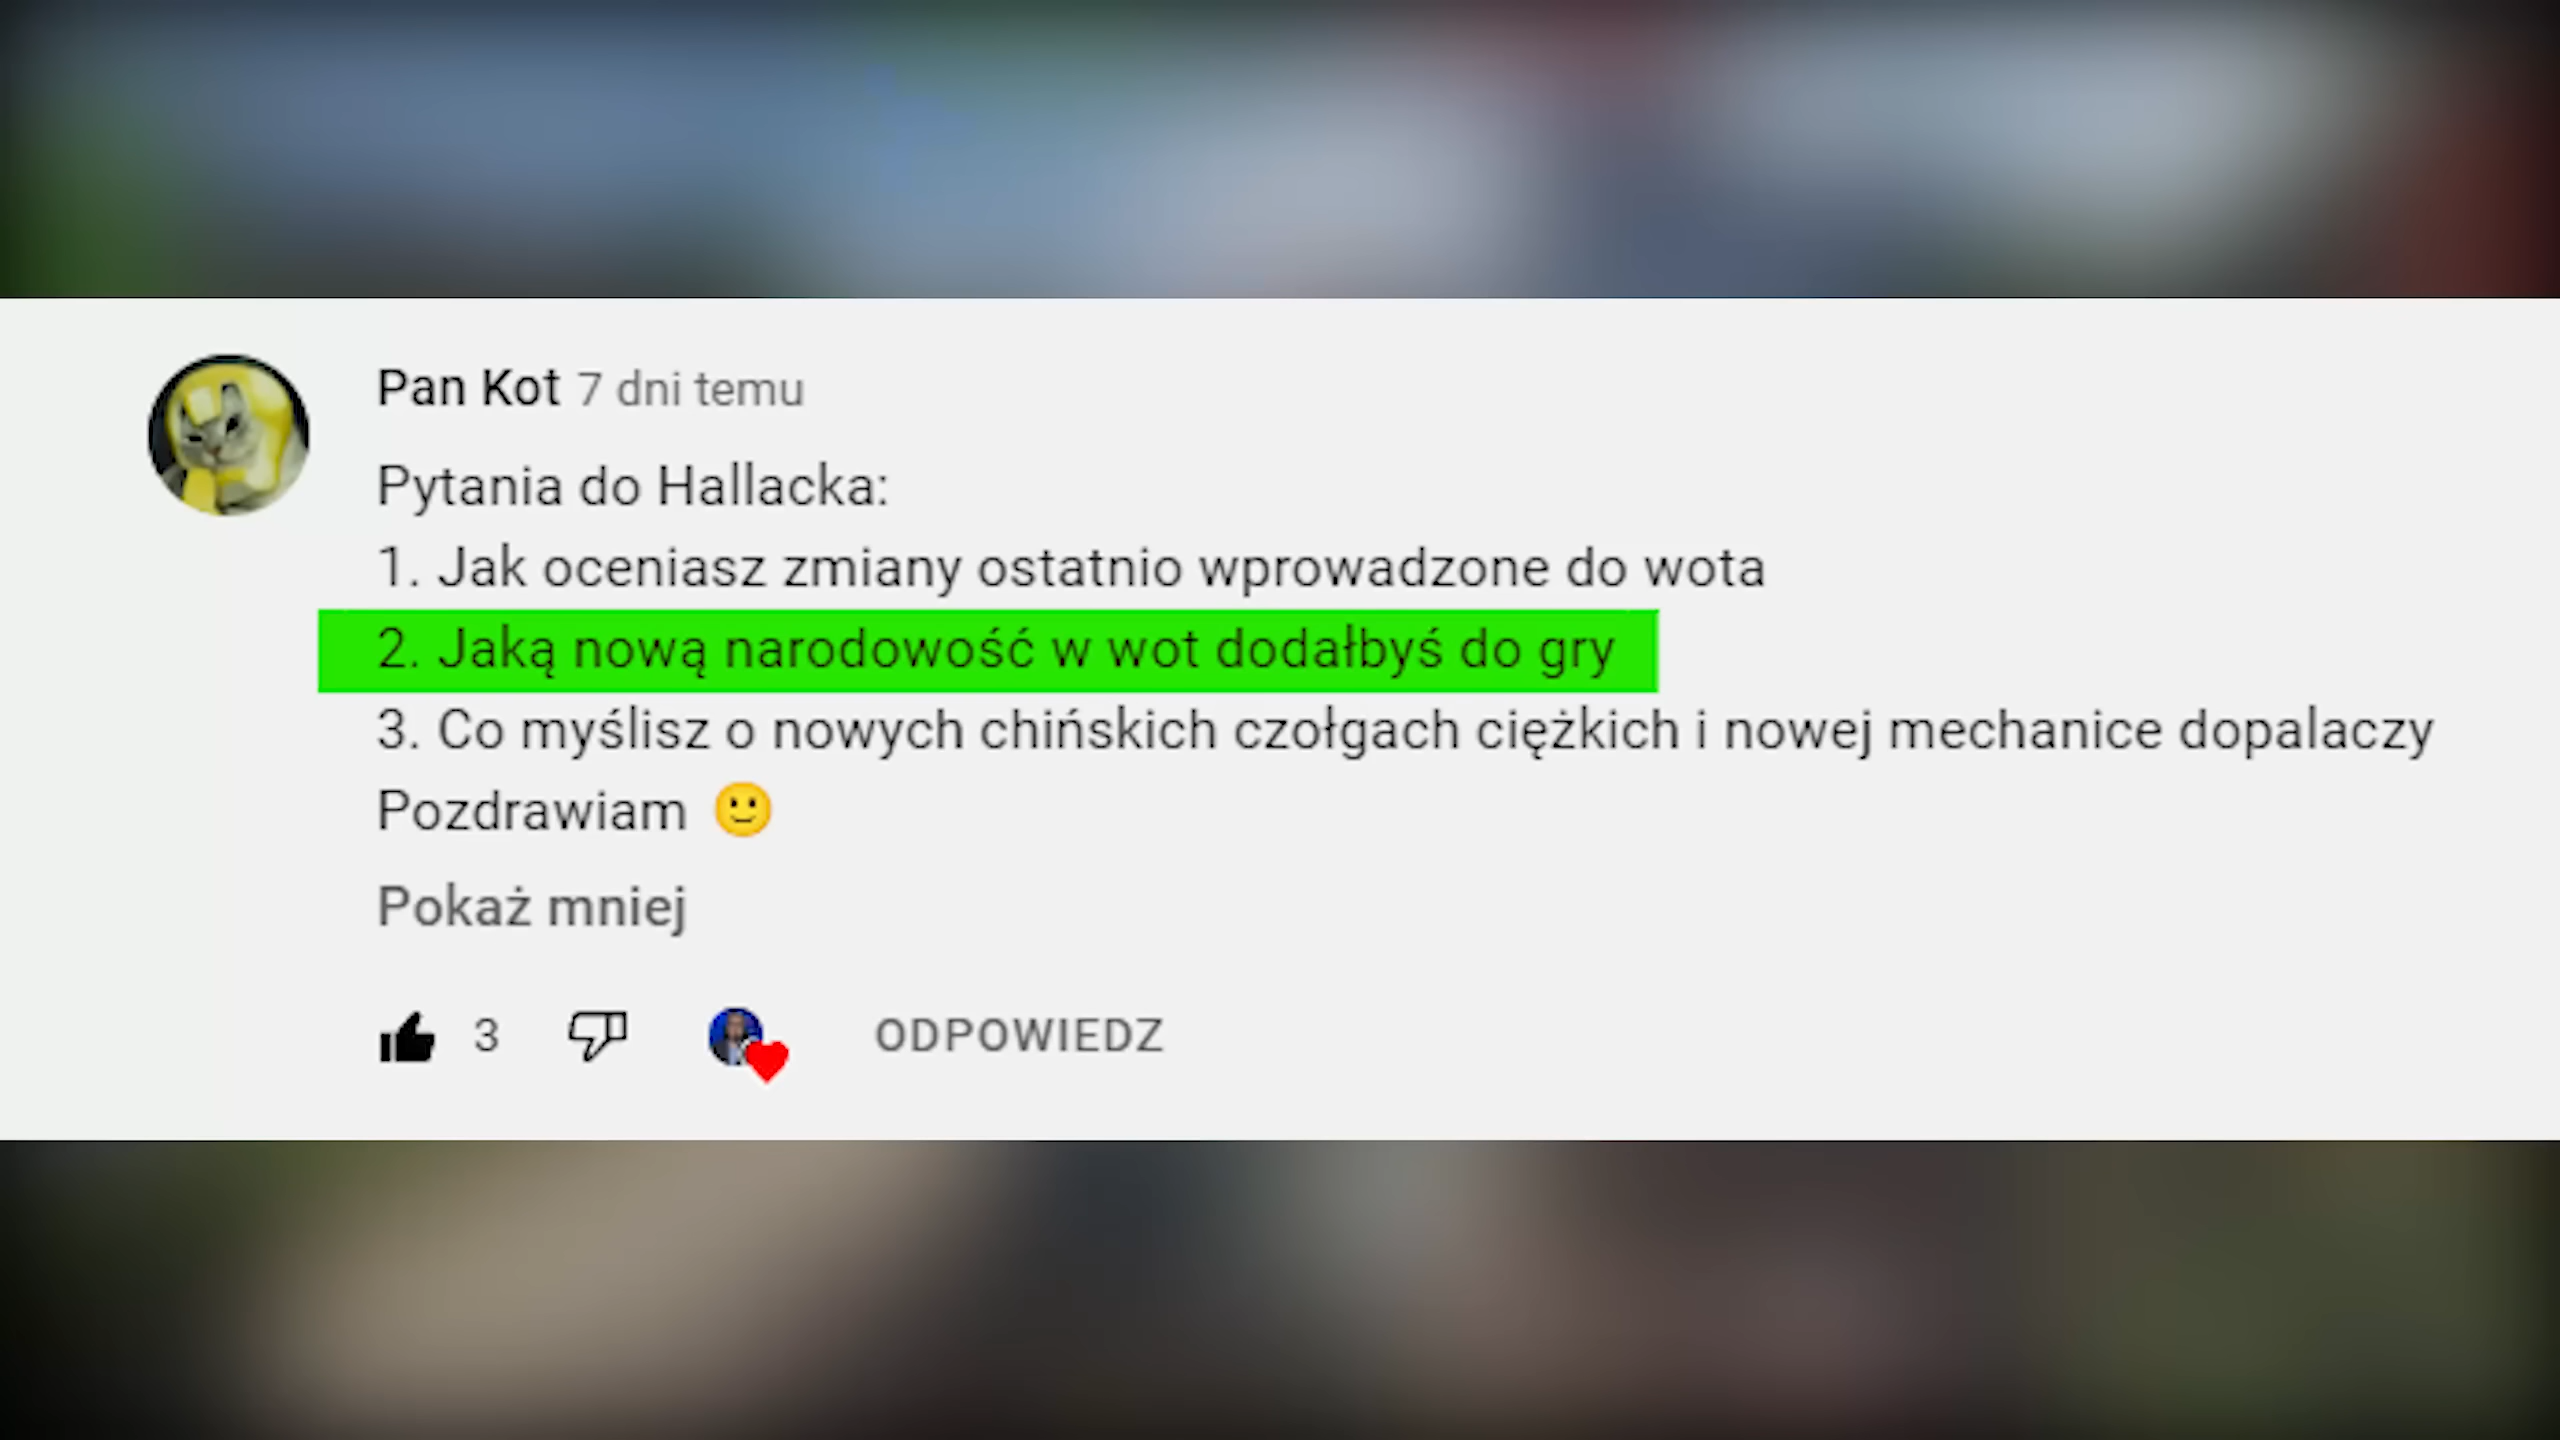 Pan Kot 7 dni temu
Pytania do Hallacka:
1. Jak oceniasz zmiany ostatnio wprowadzone do wota
2. Jaką nową narodowość w wot dodałbyś do gry
3. Co myślisz o nowych chińskich czołgach ciężkich i nowej mechanice dopalaczy
Pozdrawiam 🙂
Pokaż mniej
3 ODPOWIEDZ